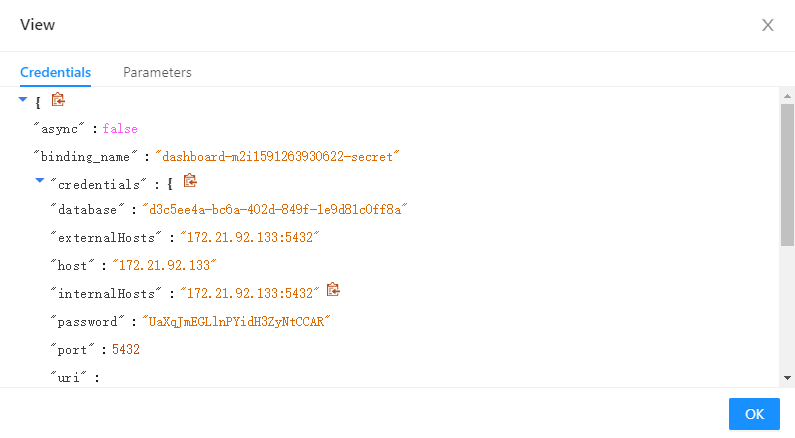 View
Credentials Parameters
{
"async" : false
"binding_name" : "dashboard-m2i1591263930622-secret"
"credentials" : {
"database" : "d3c5ee4a-bc6a-402d-849f-1e9d81c0ff8a"
"externalHosts" : "172.21.92.133:5432"
"host" : "172.21.92.133"
"internalHosts" : "172.21.92.133:5432"
"password" : "UaXqJmEGLlnPYidH3ZyNtCCAR"
"port" : 5432
"uri" :
OK